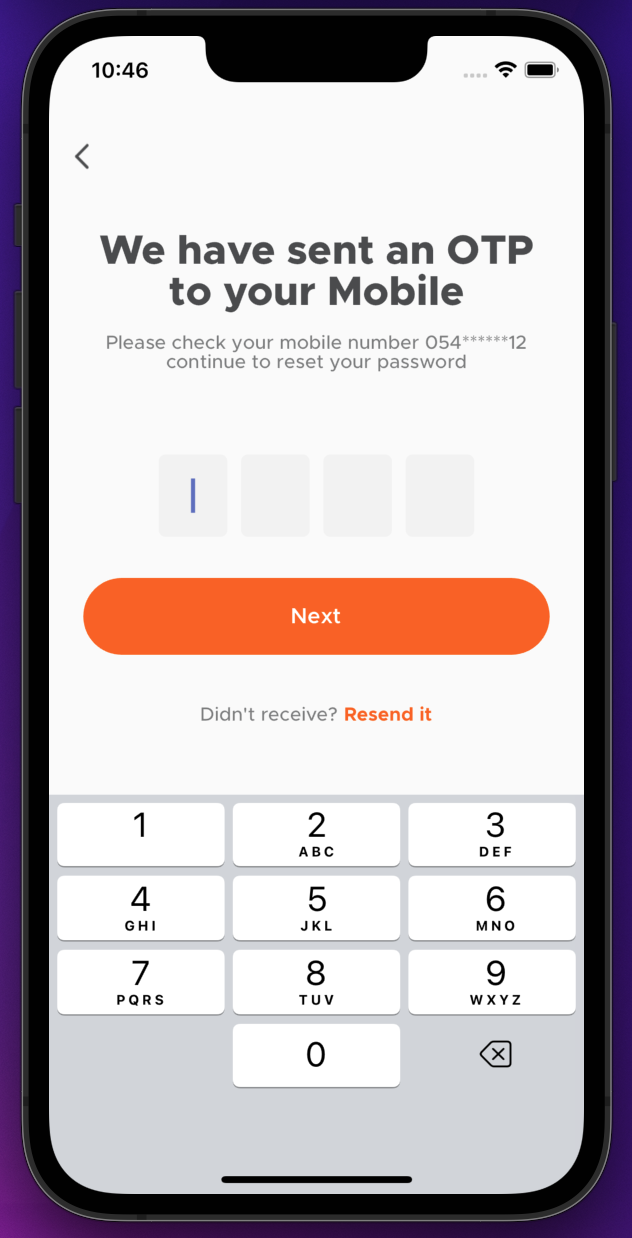 10:46
We have sent an OTP
to your Mobile
Please check your mobile number 054******12
continue to reset your password
Next
Didn't receive? Resend it
1
2
ABC
3
DEF
4
GHI
5
JKL
6
MNO
7
PQRS
8
TUV
9
WXYZ
0